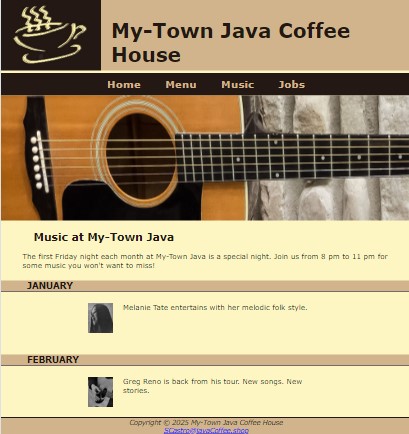 My-Town Java Coffee
House
Home Menu Music Jobs
Music at My-Town Java
The first Friday night each month at My-Town Java is a special night. Join us from 8 pm to 11 pm for
some music you won't want to miss!
JANUARY
Melanie Tate entertains with her melodic folk style.
FEBRUARY
Greg Reno is back from his tour. New songs. New
stories.
Copyright © 2025 My-Town Java Coffee House
SCastro@JavaCoffee.shop